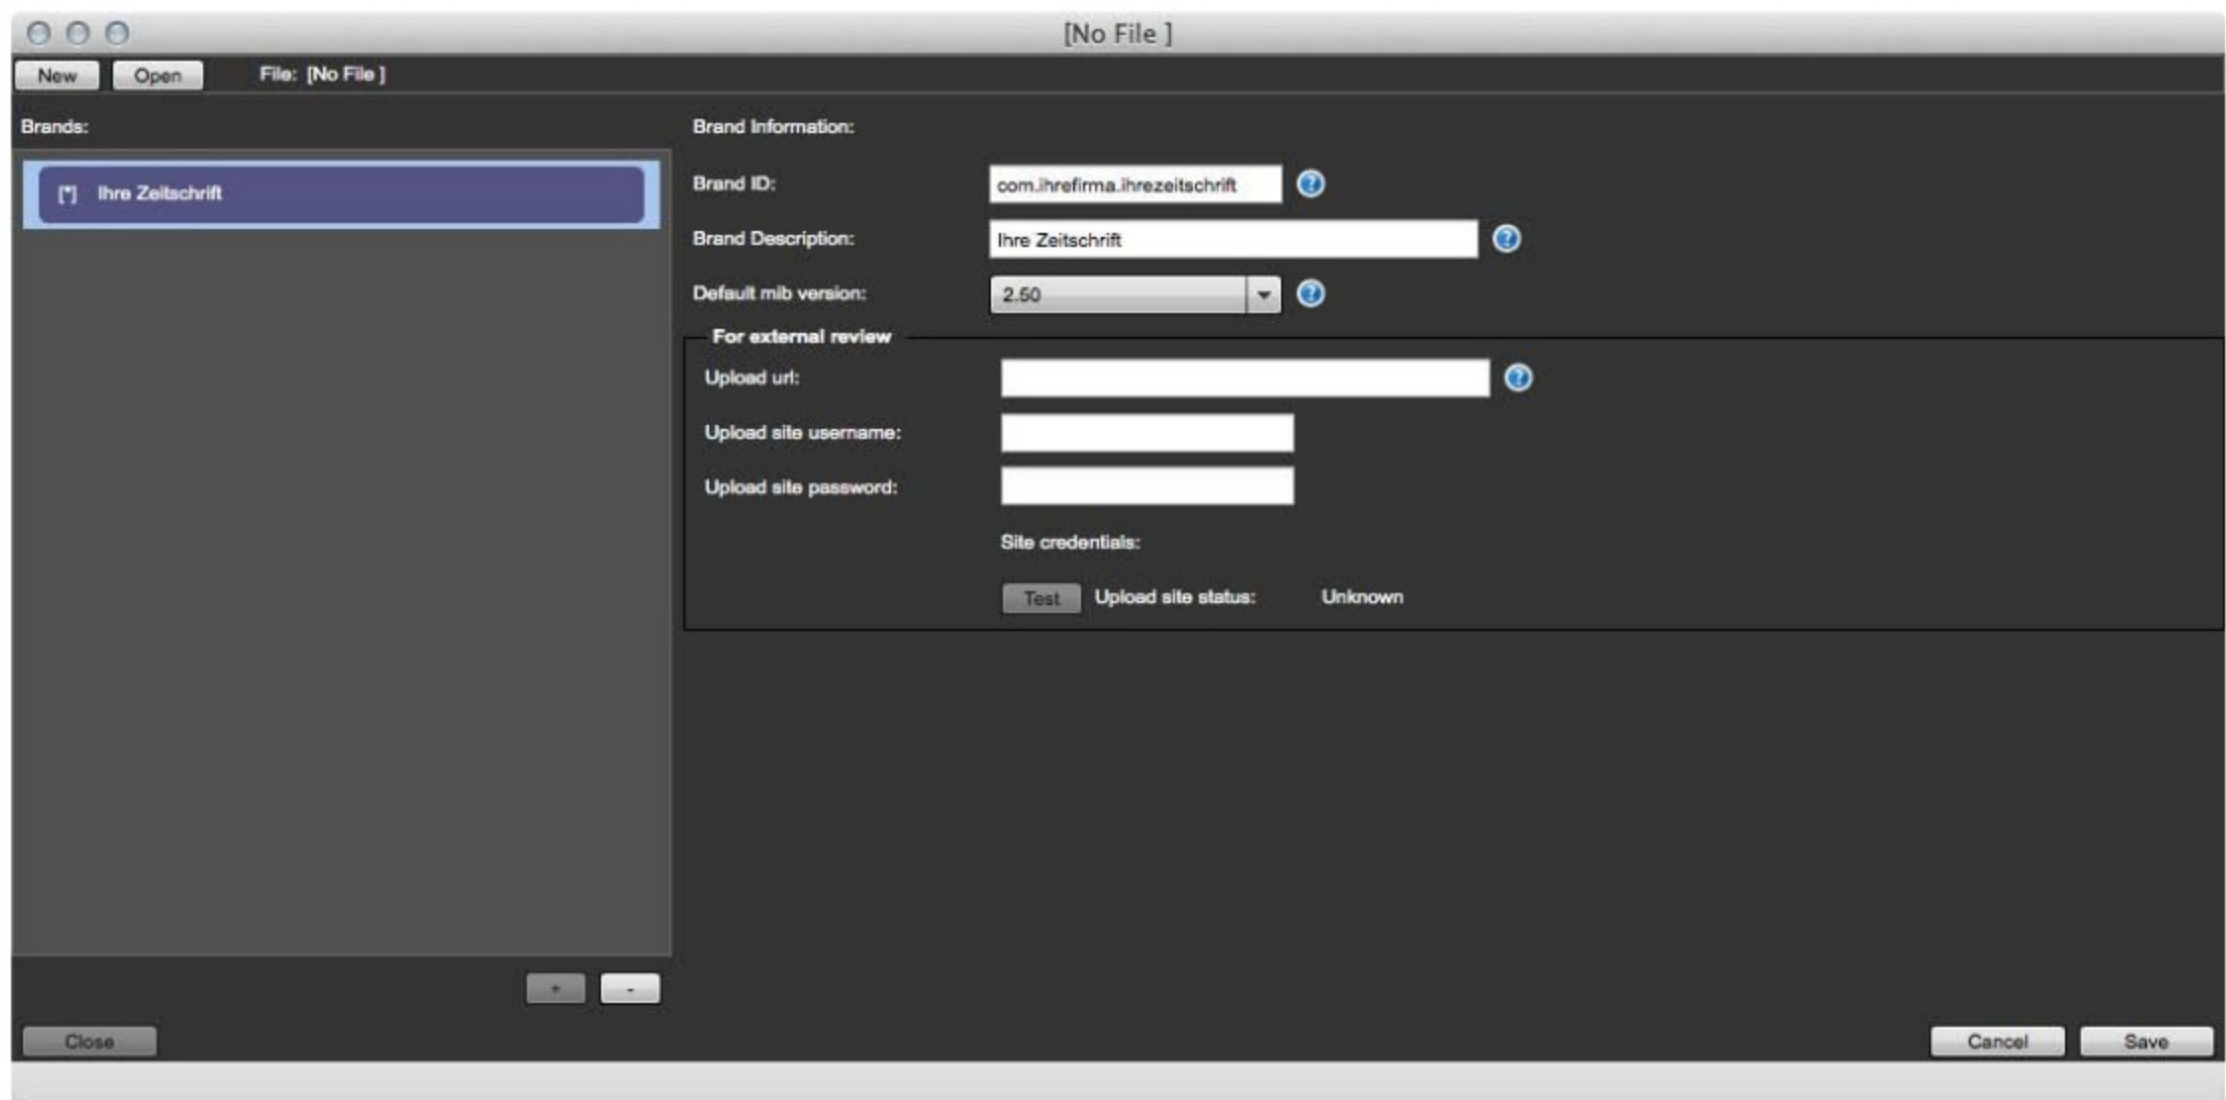 [No File ]
New Open File: [No File ]
Brands:
[*] Ihre Zeitschrift
+ -
Close
Brand Information:
Brand ID: com.ihrefirma.ihrezeitschrift ?
Brand Description: Ihre Zeitschrift ?
Default mib version: 2.50 ?
For external review
Upload url: ?
Upload site username:
Upload site password:
Site credentials:
Test Upload site status: Unknown
Cancel Save